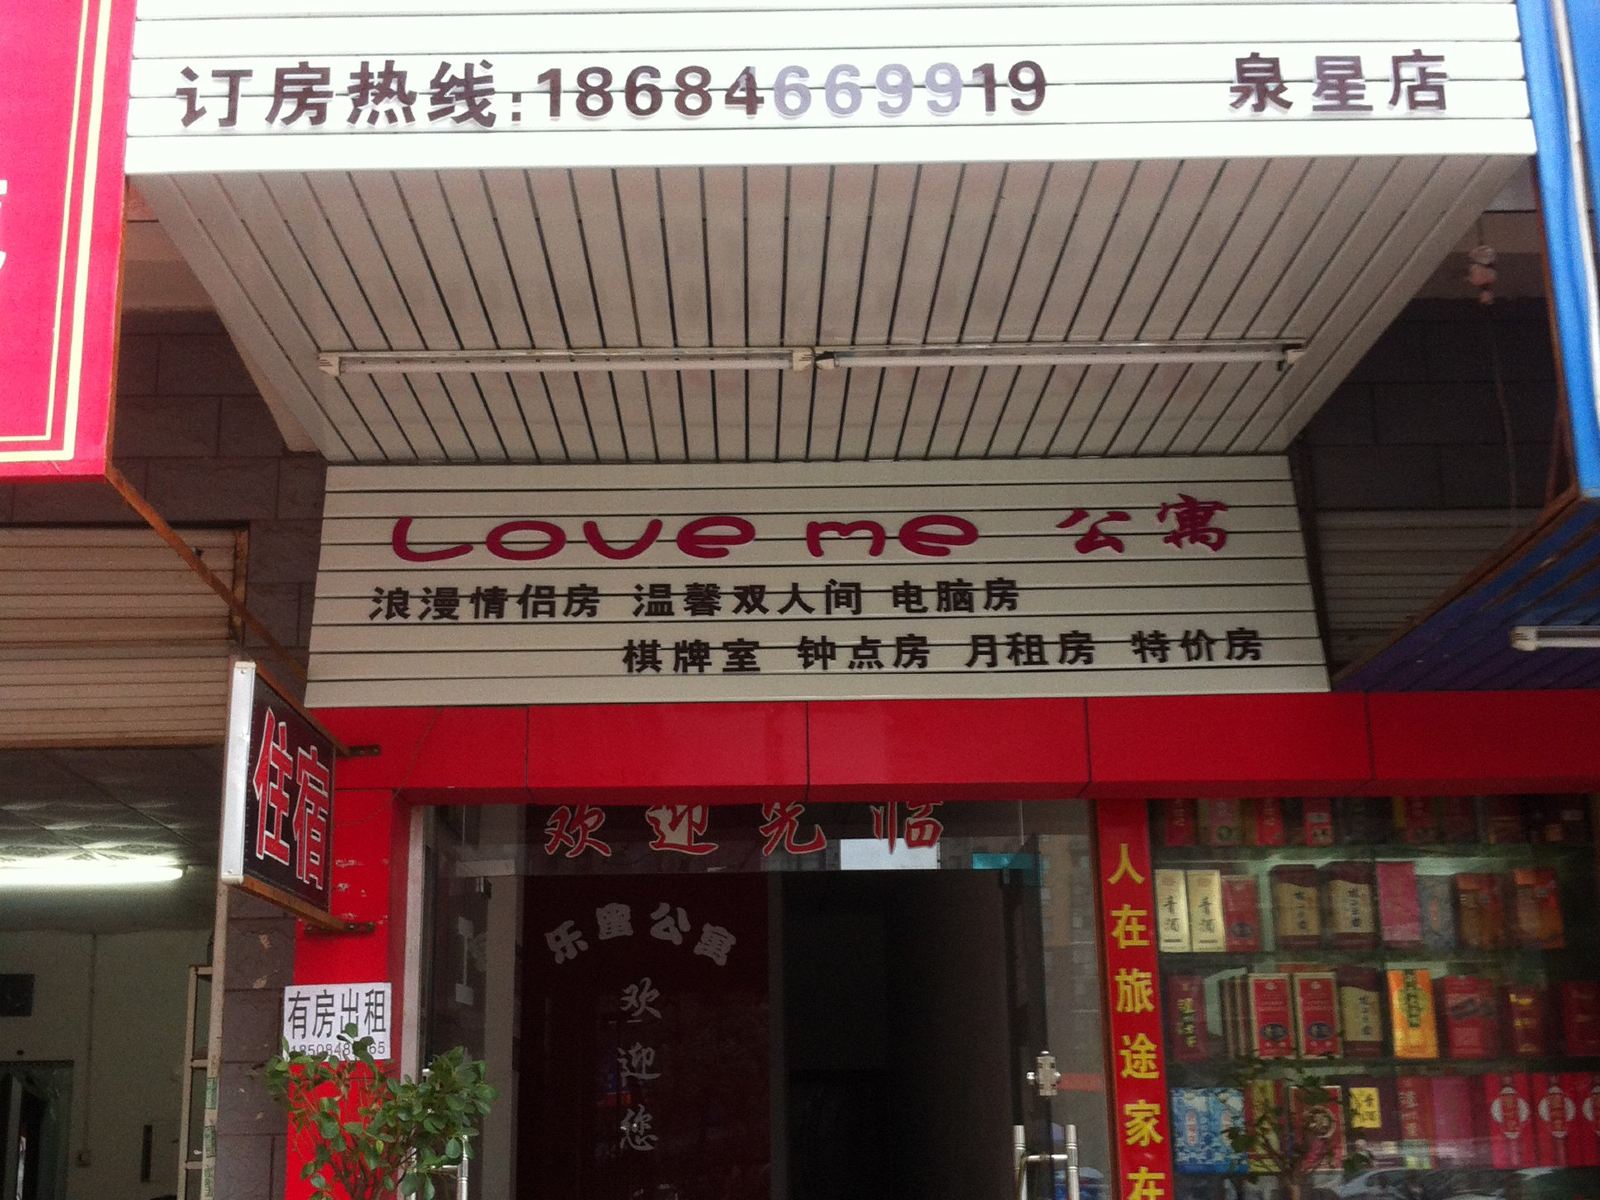 订房热线:18684669919 泉星店
Love me 公寓
浪漫情侣房 温馨双人间 电脑房
棋牌室 钟点房 月租房 特价房
住宿
欢迎光临
乐蜜公寓
欢迎您
人在旅途家在
有房出租